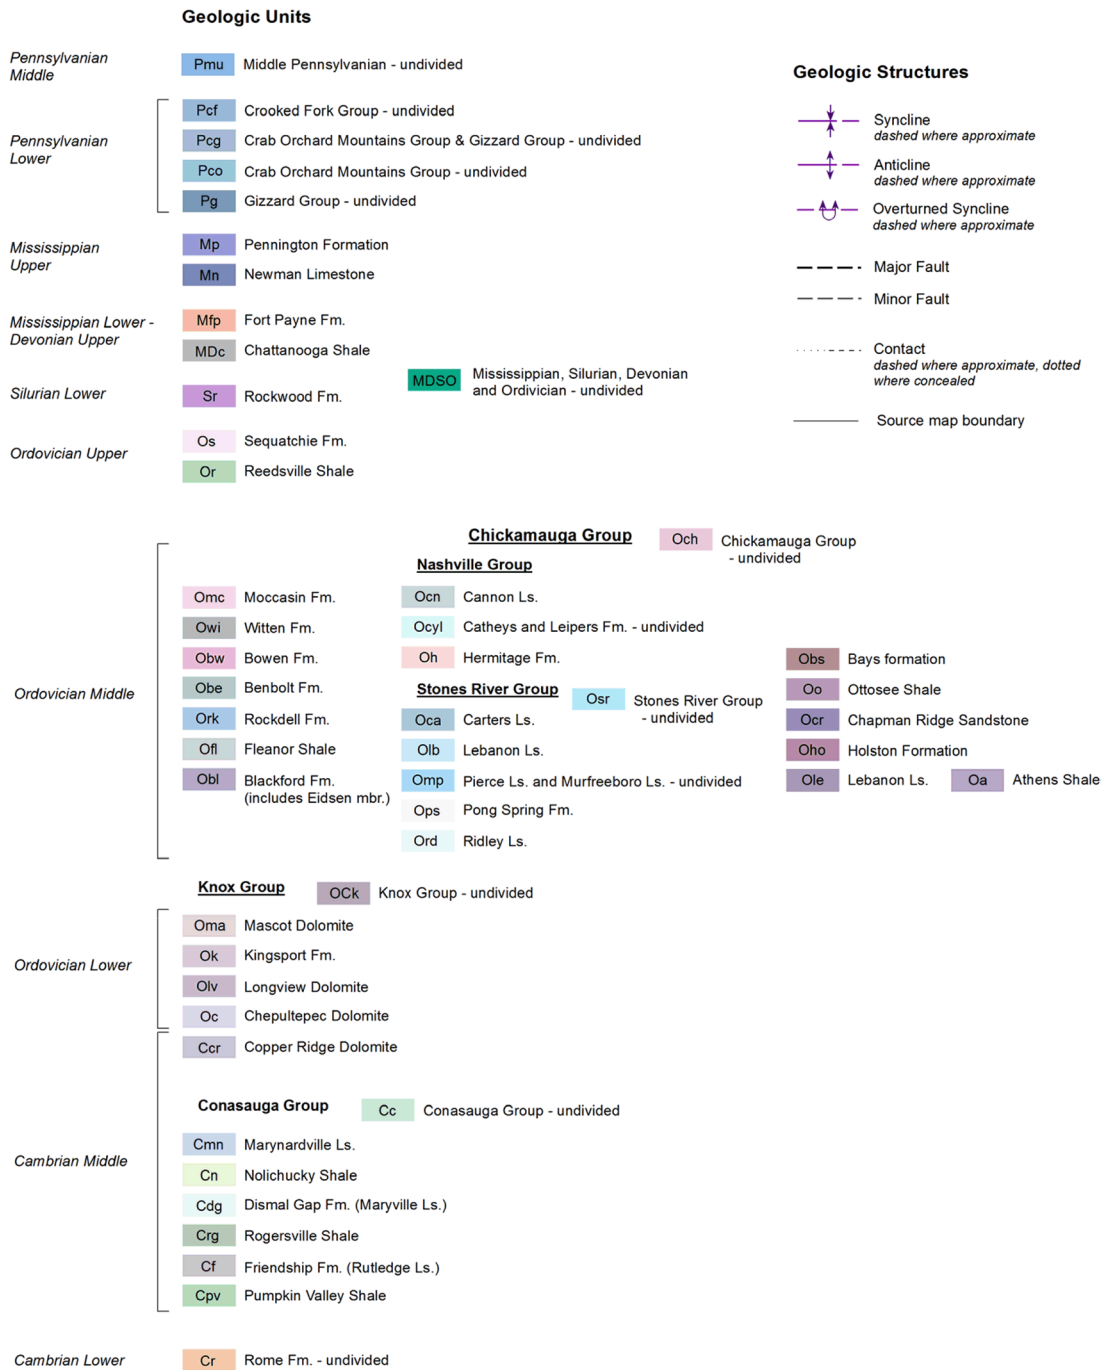 Geologic Units
Pennsylvanian
Middle
Pmu Middle Pennsylvanian - undivided
Pennsylvanian
Lower
Pcf Crooked Fork Group - undivided
Pcg Crab Orchard Mountains Group & Gizzard Group - undivided
Pco Crab Orchard Mountains Group - undivided
Pg Gizzard Group - undivided
Mississippian
Upper
Mp Pennington Formation
Mn Newman Limestone
Mississippian Lower -
Devonian Upper
Mfp Fort Payne Fm.
MDc Chattanooga Shale
MDSO Mississippian, Silurian, Devonian
and Ordivician - undivided
Silurian Lower
Sr Rockwood Fm.
Ordovician Upper
Os Sequatchie Fm.
Or Reedsville Shale
Geologic Structures
Syncline
dashed where approximate
Anticline
dashed where approximate
Overturned Syncline
dashed where approximate
Major Fault
Minor Fault
Contact
dashed where approximate, dotted
where concealed
Source map boundary
Ordovician Middle
Chickamauga Group
Och Chickamauga Group
- undivided
Omc Moccasin Fm.
Owi Witten Fm.
Obw Bowen Fm.
Obe Benbolt Fm.
Ork Rockdell Fm.
Ofl Fleanor Shale
Obl Blackford Fm.
(includes Eidsen mbr.)
Nashville Group
Ocn Cannon Ls.
Ocyl Catheys and Leipers Fm. - undivided
Oh Hermitage Fm.
Stones River Group
Osr Stones River Group
- undivided
Oca Carters Ls.
Olb Lebanon Ls.
Omp Pierce Ls. and Murfreeboro Ls. - undivided
Ops Pong Spring Fm.
Ord Ridley Ls.
Obs Bays formation
Oo Ottosee Shale
Ocr Chapman Ridge Sandstone
Oho Holston Formation
Ole Lebanon Ls.
Oa Athens Shale
Knox Group
OCk Knox Group - undivided
Ordovician Lower
Oma Mascot Dolomite
Ok Kingsport Fm.
Olv Longview Dolomite
Oc Chepultepec Dolomite
Cambrian Middle
Ccr Copper Ridge Dolomite
Conasauga Group
Cc Conasauga Group - undivided
Cmn Marynardville Ls.
Cn Nolichucky Shale
Cdg Dismal Gap Fm. (Maryville Ls.)
Crg Rogersville Shale
Cf Friendship Fm. (Rutledge Ls.)
Cpv Pumpkin Valley Shale
Cambrian Lower
Cr Rome Fm. - undivided